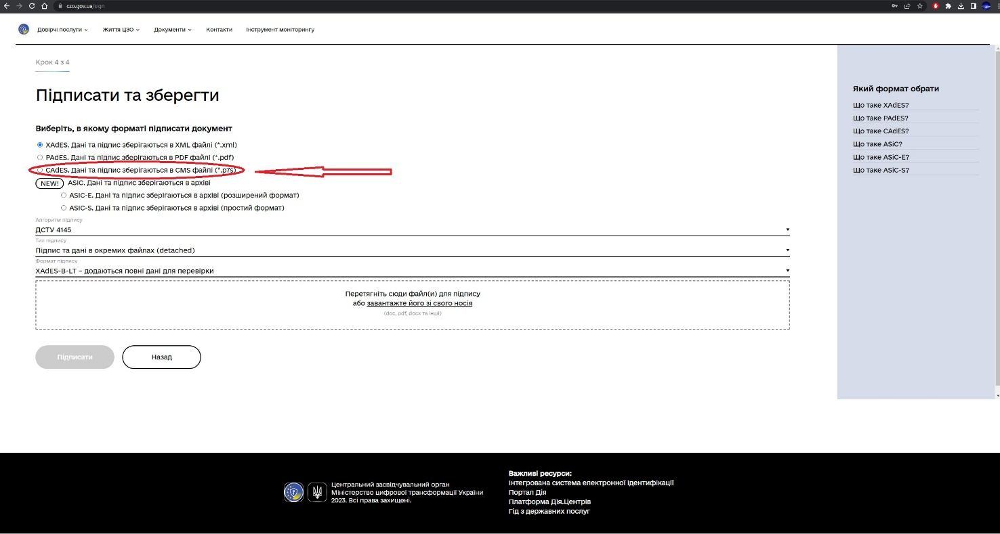 czo.gov.ua/sign
Довірчі послуги
Життя ЦЗО
Документи
Контакти
Інструмент моніторингу
Крок 4 з 4
Підписати та зберегти
Виберіть, в якому форматі підписати документ
XAdES. Дані та підпис зберігаються в XML файлі (*.xml)
PAdES. Дані та підпис зберігаються в PDF файлі (*.pdf)
CAdES. Дані та підпис зберігаються в CMS файлі (*.p7s)
NEW! ASIC. Дані та підпис зберігаються в архіві
ASIC-E. Дані та підпис зберігаються в архіві (розширений формат)
ASIC-S. Дані та підпис зберігаються в архіві (простий формат)
Алгоритм підпису
ДСТУ 4145
Тип підпису
Підпис та дані в окремих файлах (detached)
Формат підпису
XAdES-B-LT – додаються повні дані для перевірки
Перетягніть сюди файл(и) для підпису
або завантажте його зі свого носія
(doc, pdf, docx та інші)
Підписати
Назад
Який формат обрати
Що таке XAdES?
Що таке PAdES?
Що таке CAdES?
Що таке ASiC?
Що таке ASiC-E?
Що таке ASiC-S?
Центральний засвідчувальний орган
Міністерство цифрової трансформації України
2023. Всі права захищені.
Важливі ресурси:
Інтегрована система електронної ідентифікації
Портал Дія
Платформа Дія.Центрів
Гід з державних послуг